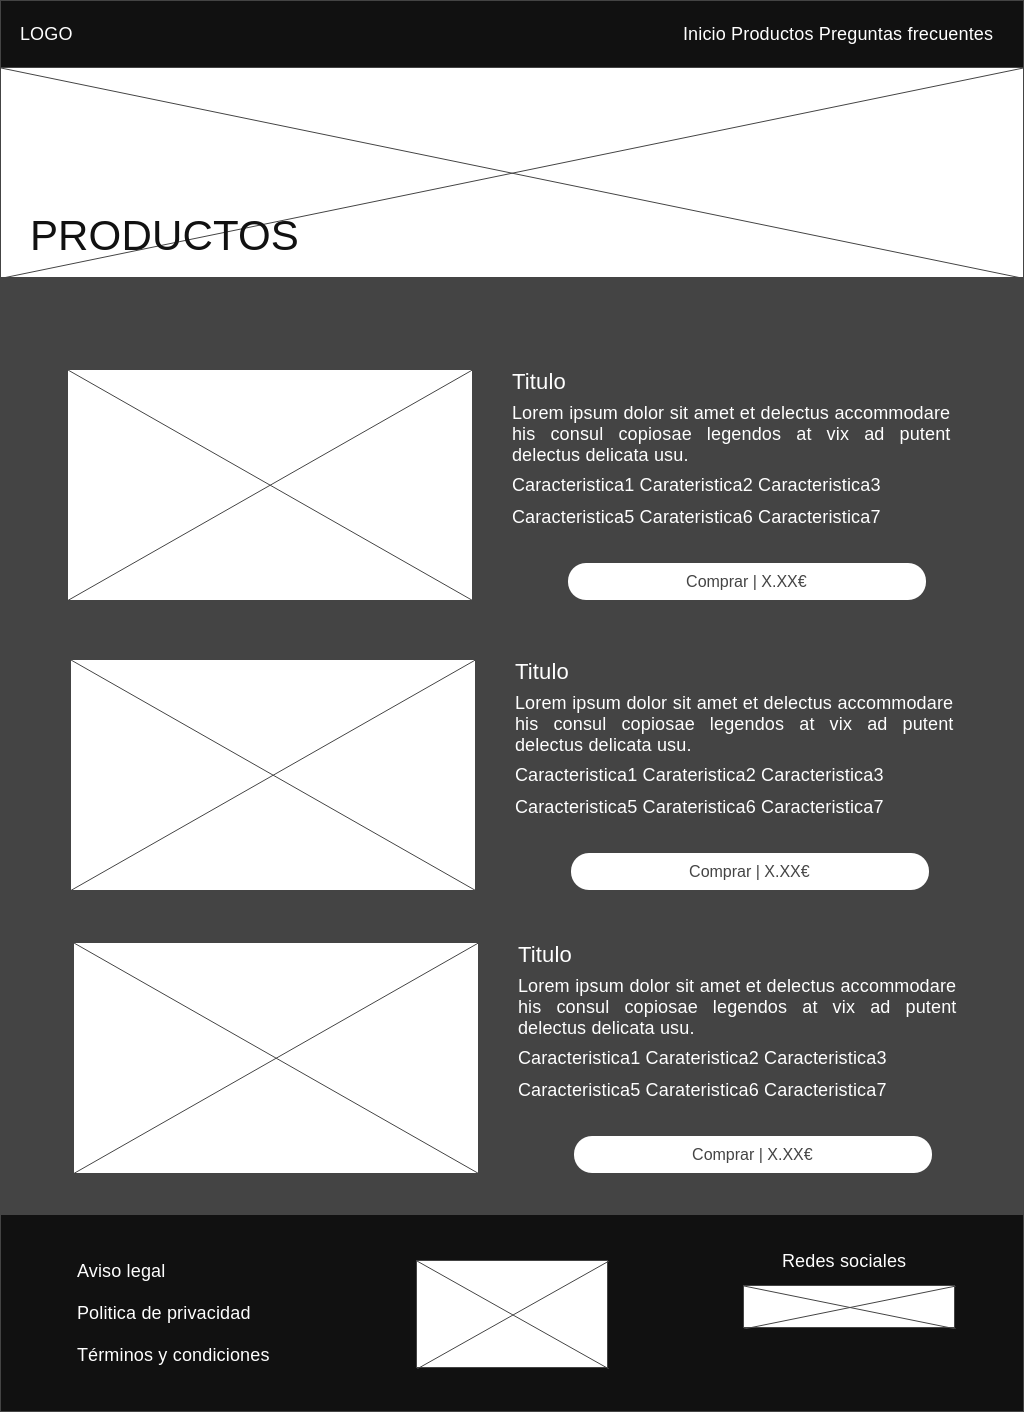 LOGO
Inicio Productos Preguntas frecuentes
PRODUCTOS
Titulo
Lorem ipsum dolor sit amet et delectus accommodare
his consul copiosae legendos at vix ad putent
delectus delicata usu.
Caracteristica1 Carateristica2 Caracteristica3
Caracteristica5 Carateristica6 Caracteristica7
Comprar | X.XX€
Titulo
Lorem ipsum dolor sit amet et delectus accommodare
his consul copiosae legendos at vix ad putent
delectus delicata usu.
Caracteristica1 Carateristica2 Caracteristica3
Caracteristica5 Carateristica6 Caracteristica7
Comprar | X.XX€
Titulo
Lorem ipsum dolor sit amet et delectus accommodare
his consul copiosae legendos at vix ad putent
delectus delicata usu.
Caracteristica1 Carateristica2 Caracteristica3
Caracteristica5 Carateristica6 Caracteristica7
Comprar | X.XX€
Aviso legal
Politica de privacidad
Términos y condiciones
Redes sociales